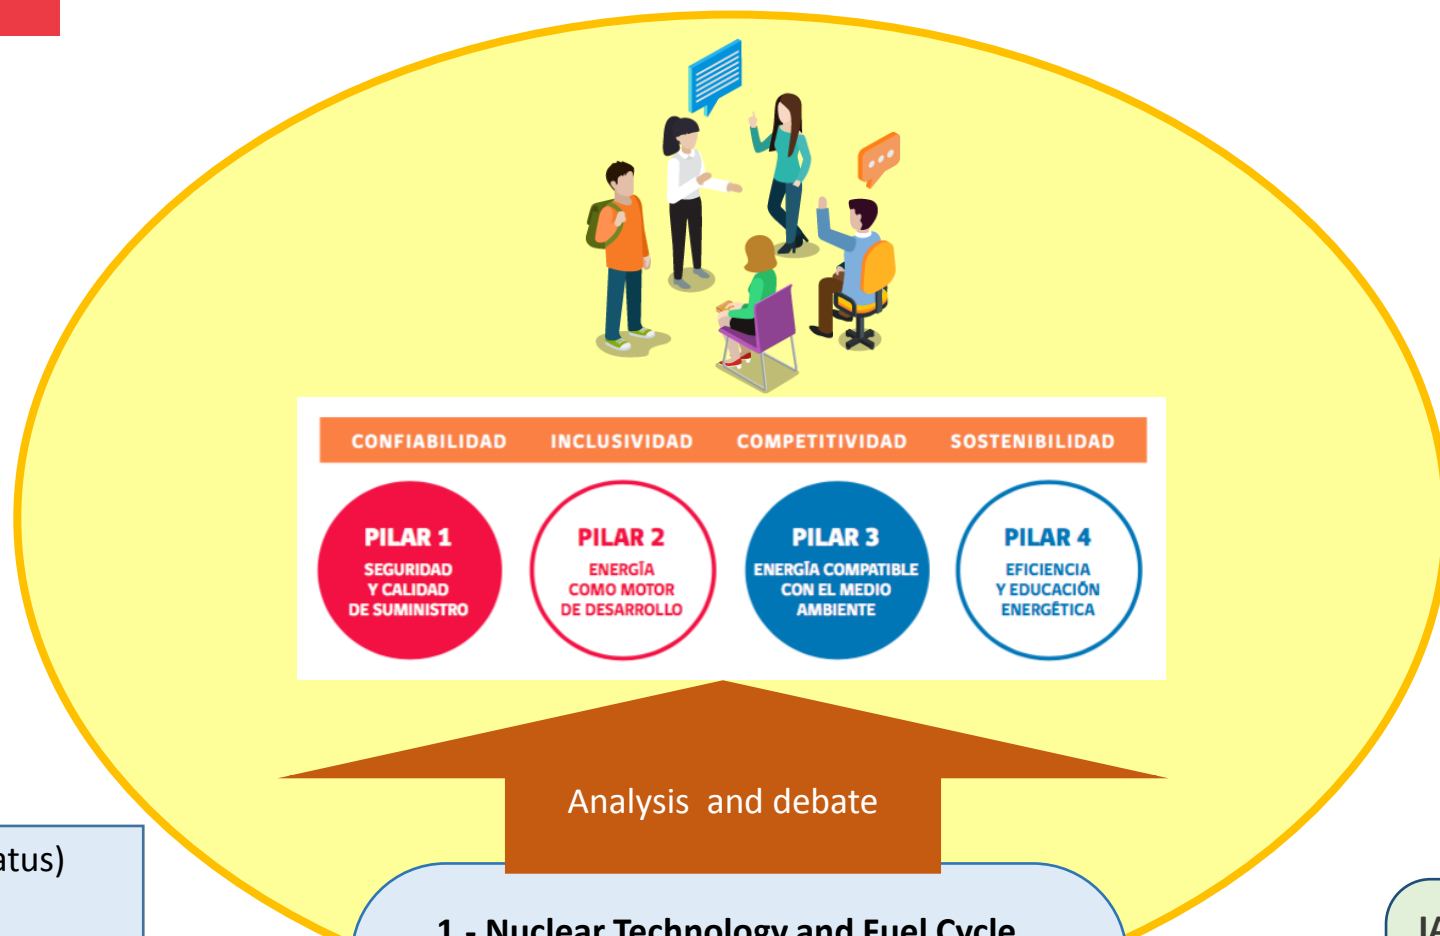 CONFIABILIDAD INCLUSIVIDAD COMPETITIVIDAD SOSTENIBILIDAD
PILAR 1
SEGURIDAD
Y CALIDAD
DE SUMINISTRO
PILAR 2
ENERGÍA
COMO MOTOR
DE DESARROLLO
PILAR 3
ENERGÍA COMPATIBLE
CON EL MEDIO
AMBIENTE
PILAR 4
EFICIENCIA
Y EDUCACIÓN
ENERGÉTICA
Analysis and debate
atus)
1.- Nuclear Technology and Fuel Cycle